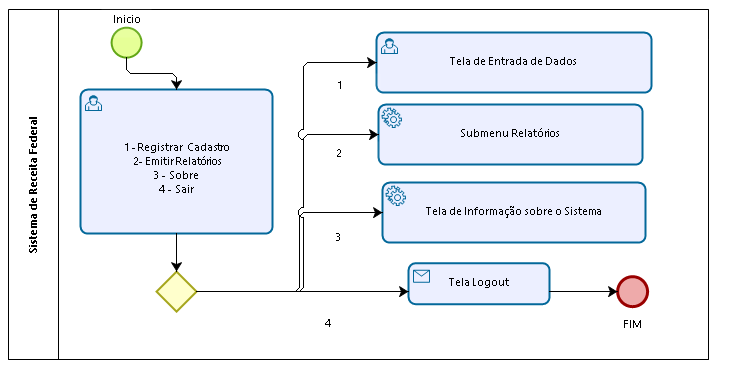 Sistema de Receita Federal
Inicio
1 - Registrar Cadastro
2- Emitir Relatórios
3 - Sobre
4 - Sair
1
Tela de Entrada de Dados
2
Submenu Relatórios
3
Tela de Informação sobre o Sistema
4
Tela Logout
FIM